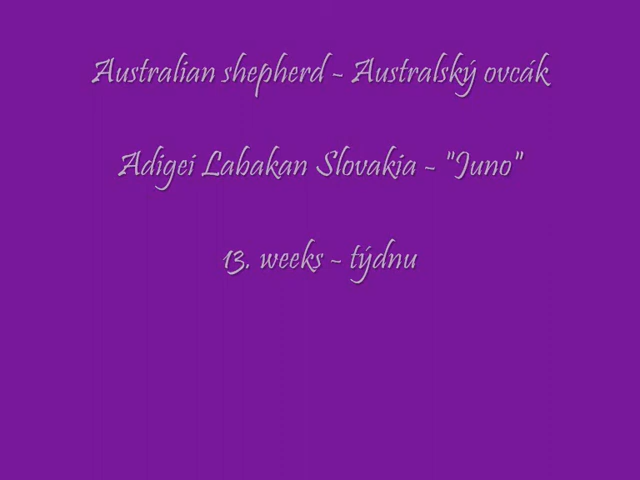 Australian shepherd - Australský ovcák
Adigei Labakan Slovakia - "Juno"
13. weeks - týdnu